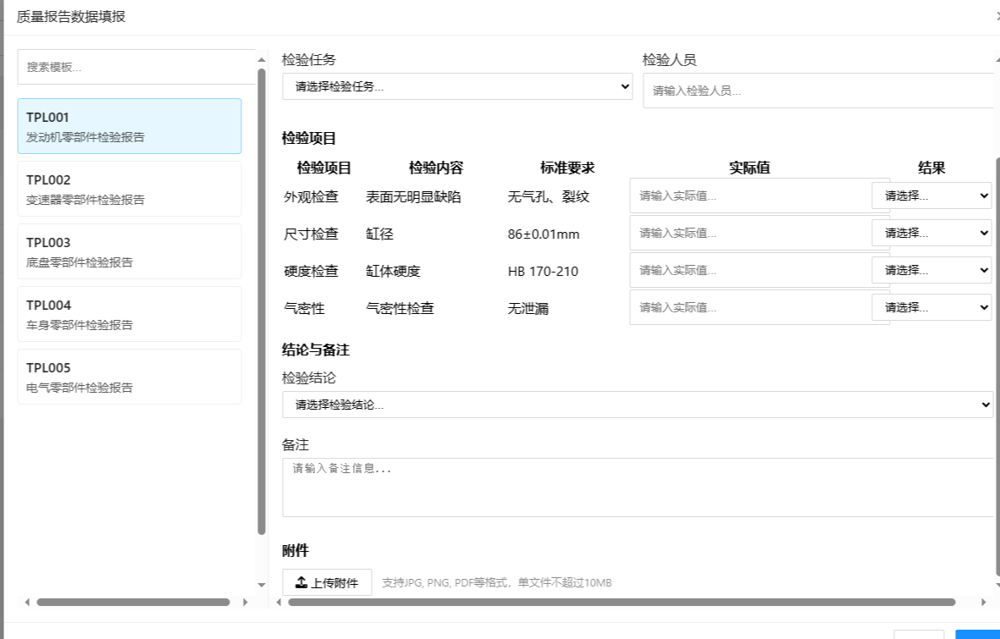 质量报告数据填报
搜索模板...
TPL001
发动机零部件检验报告
TPL002
变速器零部件检验报告
TPL003
底盘零部件检验报告
TPL004
车身零部件检验报告
TPL005
电气零部件检验报告
检验任务 检验人员
请选择检验任务... 请输入检验人员...
检验项目
检验项目 检验内容 标准要求 实际值 结果
外观检查 表面无明显缺陷 无气孔、裂纹 请输入实际值... 请选择...
尺寸检查 缸径 86±0.01mm 请输入实际值... 请选择...
硬度检查 缸体硬度 HB 170-210 请输入实际值... 请选择...
气密性 气密性检查 无泄漏 请输入实际值... 请选择...
结论与备注
检验结论
请选择检验结论...
备注
请输入备注信息...
附件
上传附件 支持JPG, PNG, PDF等格式，单文件不超过10MB